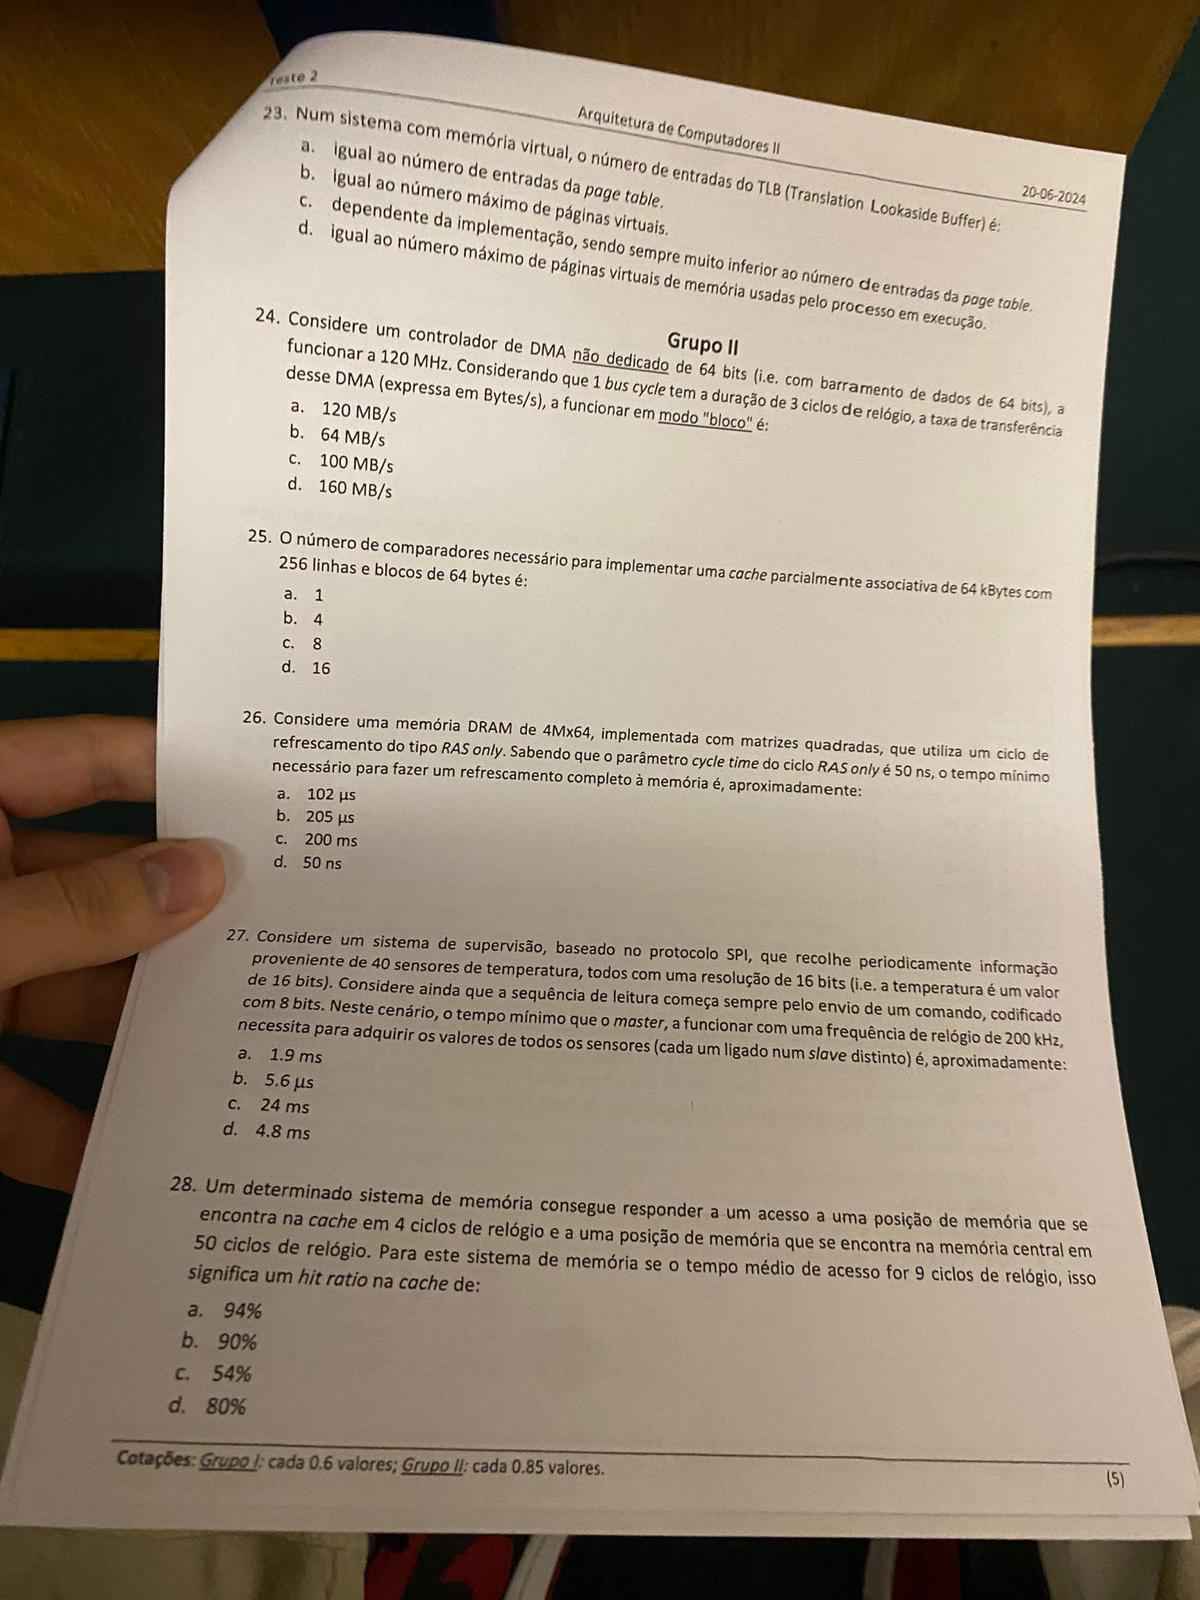 Teste 2
Arquitetura de Computadores II
20-06-2024
23. Num sistema com memória virtual, o número de entradas do TLB (Translation Lookaside Buffer) é:
a. igual ao número de entradas da page table.
b. igual ao número máximo de páginas virtuais.
c. dependente da implementação, sendo sempre muito inferior ao número de entradas da page table.
d. igual ao número máximo de páginas virtuais de memória usadas pelo processo em execução.
Grupo II
24. Considere um controlador de DMA não dedicado de 64 bits (i.e. com barramento de dados de 64 bits), a
funcionar a 120 MHz. Considerando que 1 bus cycle tem a duração de 3 ciclos de relógio, a taxa de transferência
desse DMA (expressa em Bytes/s), a funcionar em modo "bloco" é:
a. 120 MB/s
b. 64 MB/s
c. 100 MB/s
d. 160 MB/s
25. O número de comparadores necessário para implementar uma cache parcialmente associativa de 64 kBytes com
256 linhas e blocos de 64 bytes é:
a. 1
b. 4
c. 8
d. 16
26. Considere uma memória DRAM de 4Mx64, implementada com matrizes quadradas, que utiliza um ciclo de
refrescamento do tipo RAS only. Sabendo que o parâmetro cycle time do ciclo RAS only é 50 ns, o tempo mínimo
necessário para fazer um refrescamento completo à memória é, aproximadamente:
a. 102 µs
b. 205 µs
c. 200 ms
d. 50 ns
27. Considere um sistema de supervisão, baseado no protocolo SPI, que recolhe periodicamente informação
proveniente de 40 sensores de temperatura, todos com uma resolução de 16 bits (i.e. a temperatura é um valor
de 16 bits). Considere ainda que a sequência de leitura começa sempre pelo envio de um comando, codificado
com 8 bits. Neste cenário, o tempo mínimo que o master, a funcionar com uma frequência de relógio de 200 kHz,
necessita para adquirir os valores de todos os sensores (cada um ligado num slave distinto) é, aproximadamente:
a. 1.9 ms
b. 5.6 µs
c. 24 ms
d. 4.8 ms
28. Um determinado sistema de memória consegue responder a um acesso a uma posição de memória que se
encontra na cache em 4 ciclos de relógio e a uma posição de memória que se encontra na memória central em
50 ciclos de relógio. Para este sistema de memória se o tempo médio de acesso for 9 ciclos de relógio, isso
significa um hit ratio na cache de:
a. 94%
b. 90%
c. 54%
d. 80%
Cotações: Grupo I: cada 0.6 valores; Grupo II: cada 0.85 valores.
(5)